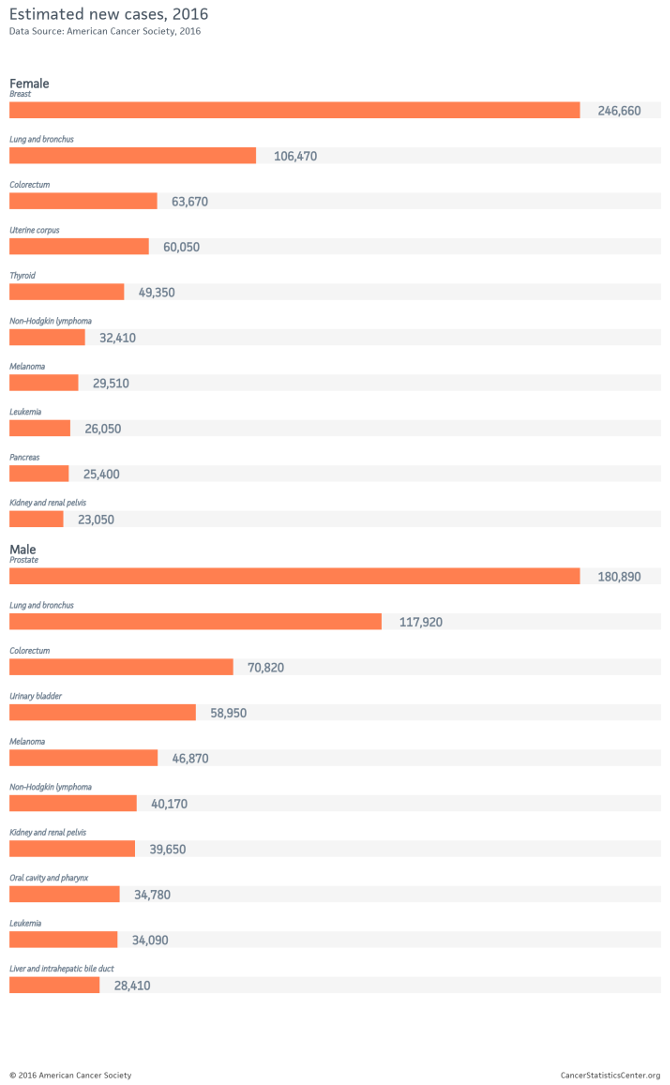 Estimated new cases, 2016
Data Source: American Cancer Society, 2016
Female
Breast
246,660
Lung and bronchus
106,470
Colorectum
63,670
Uterine corpus
60,050
Thyroid
49,350
Non-Hodgkin lymphoma
32,410
Melanoma
29,510
Leukemia
26,050
Pancreas
25,400
Kidney and renal pelvis
23,050
Male
Prostate
180,890
Lung and bronchus
117,920
Colorectum
70,820
Urinary bladder
58,950
Melanoma
46,870
Non-Hodgkin lymphoma
40,170
Kidney and renal pelvis
39,650
Oral cavity and pharynx
34,780
Leukemia
34,090
Liver and intrahepatic bile duct
28,410
© 2016 American Cancer Society
CancerStatisticsCenter.org